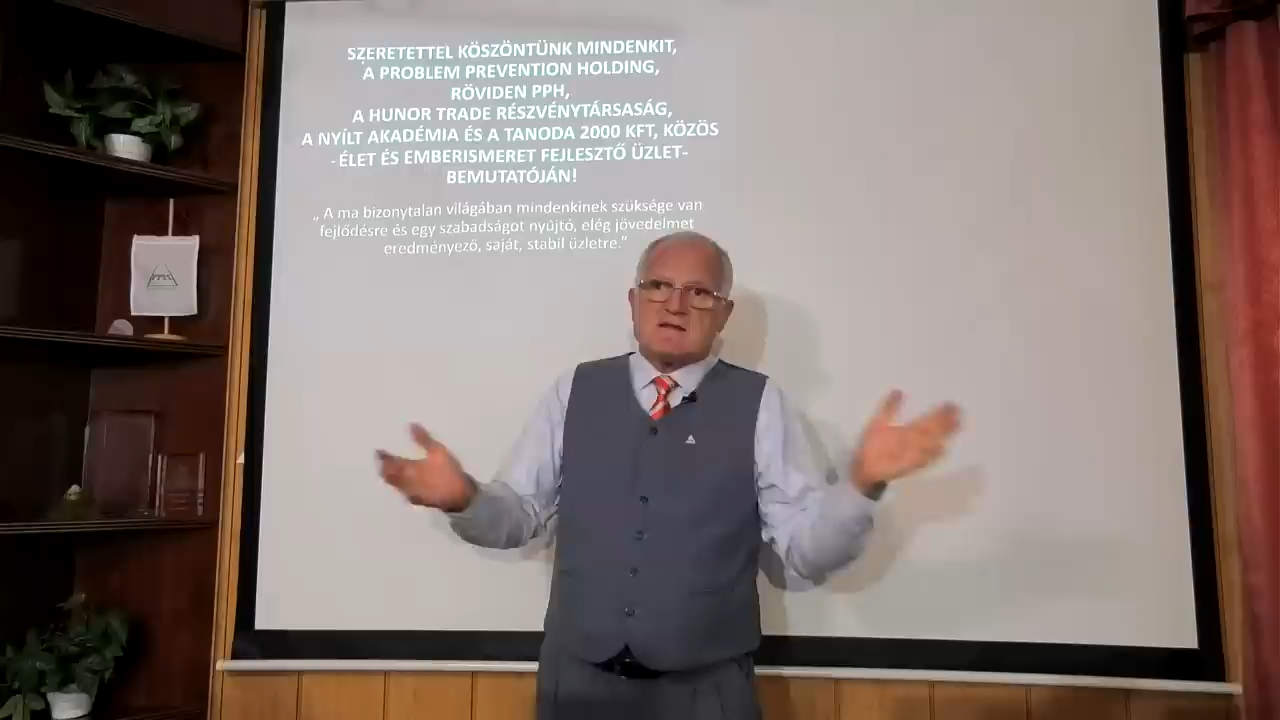 SZERETETTEL KÖSZÖNTÜNK MINDENKIT,
A PROBLEM PREVENTION HOLDING,
RÖVIDEN PPH,
A HUNOR TRADE RÉSZVÉNYTÁRSASÁG,
A NYÍLT AKADÉMIA ÉS A TANODA 2000 KFT, KÖZÖS
- ÉLET ÉS EMBERISMERET FEJLESZTŐ ÜZLET-
BEMUTATÓJÁN!
„ A ma bizonytalan világában mindenkinek szüksége van
fejlődésre és egy szabadságot nyújtó, elég jövedelmet
eredményező, saját, stabil üzletre.”